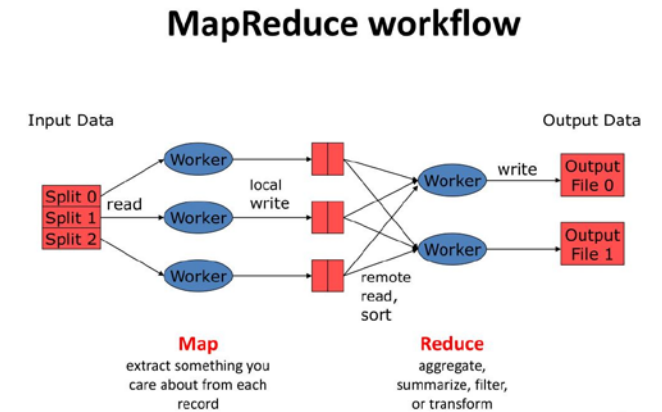 MapReduce workflow
Input Data
Output Data
Split 0
Split 1
Split 2
read
Worker
Worker
Worker
local
write
remote
read,
sort
Worker
Worker
write
Output
File 0
Output
File 1
Map
extract something you
care about from each
record
Reduce
aggregate,
summarize, filter,
or transform